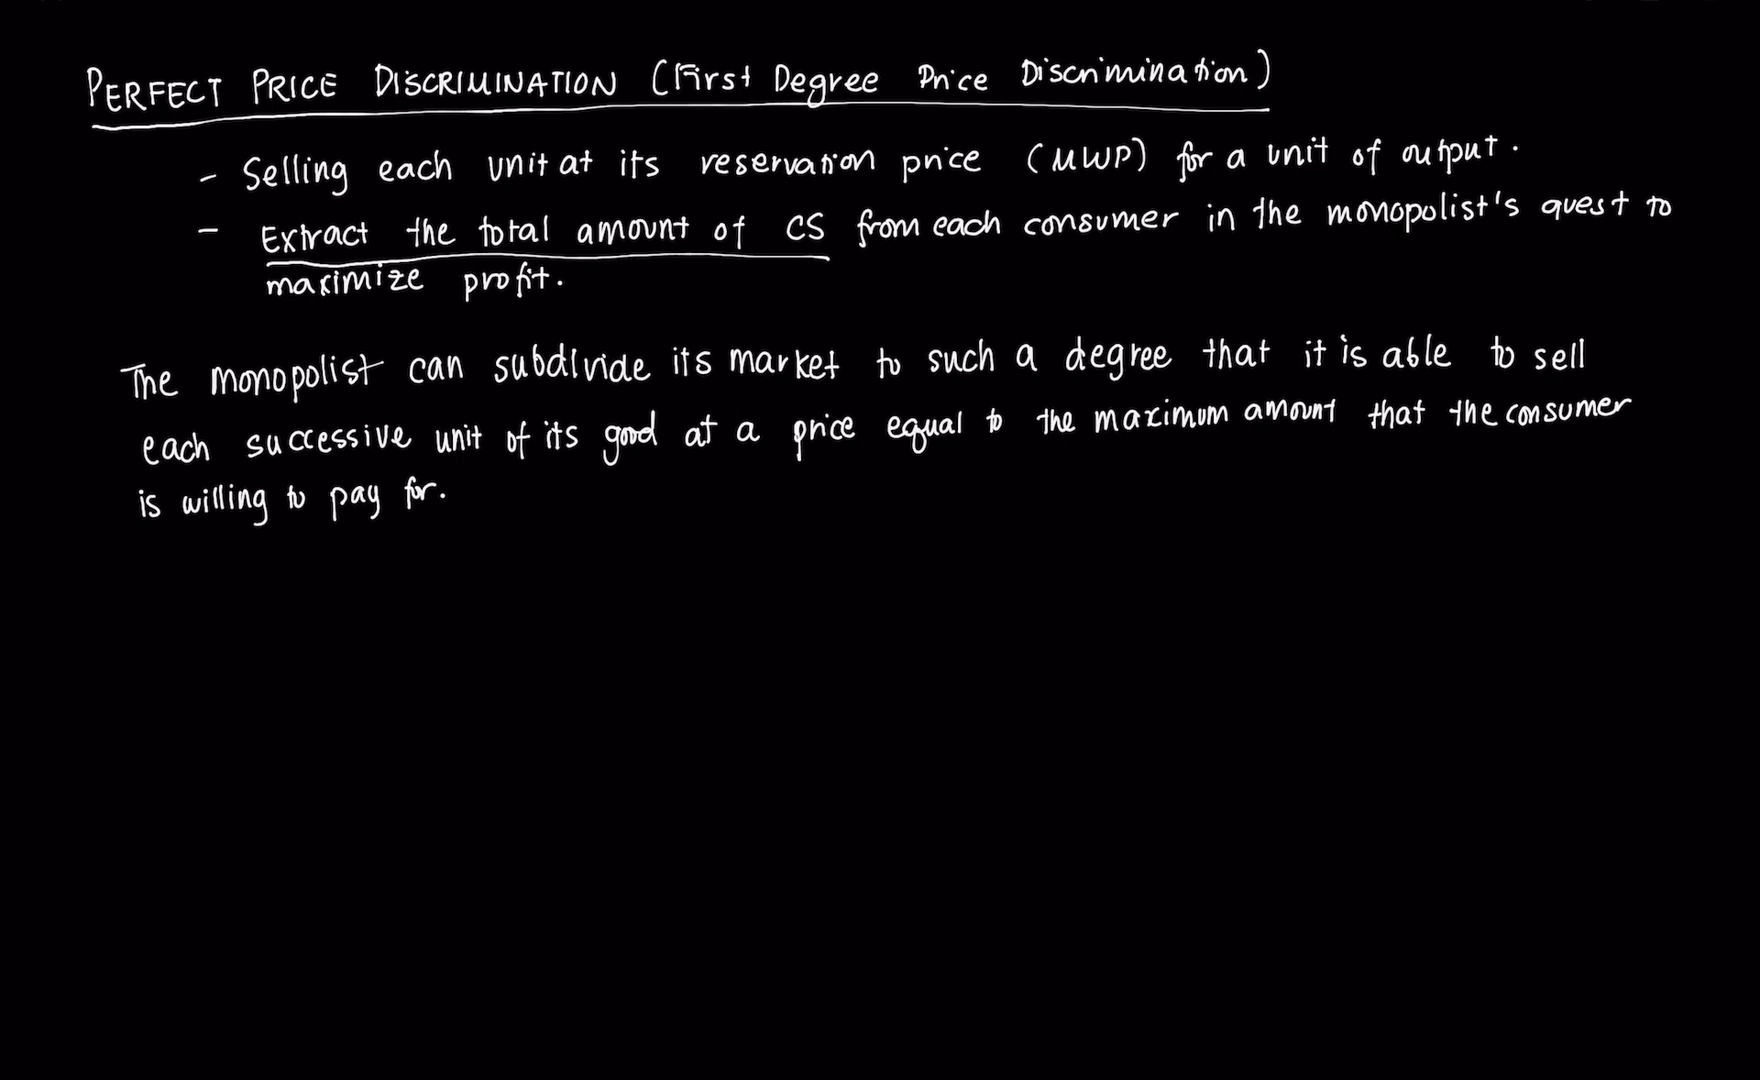 PERFECT PRICE DISCRIMINATION (First Degree Price Discrimination)
- Selling each unit at its reservation price (MWP) for a unit of output.
- Extract the total amount of CS from each consumer in the monopolist's quest to
maximize profit.
The monopolist can subdivide its market to such a degree that it is able to sell
each successive unit of its good at a price equal to the maximum amount that the consumer
is willing to pay for.